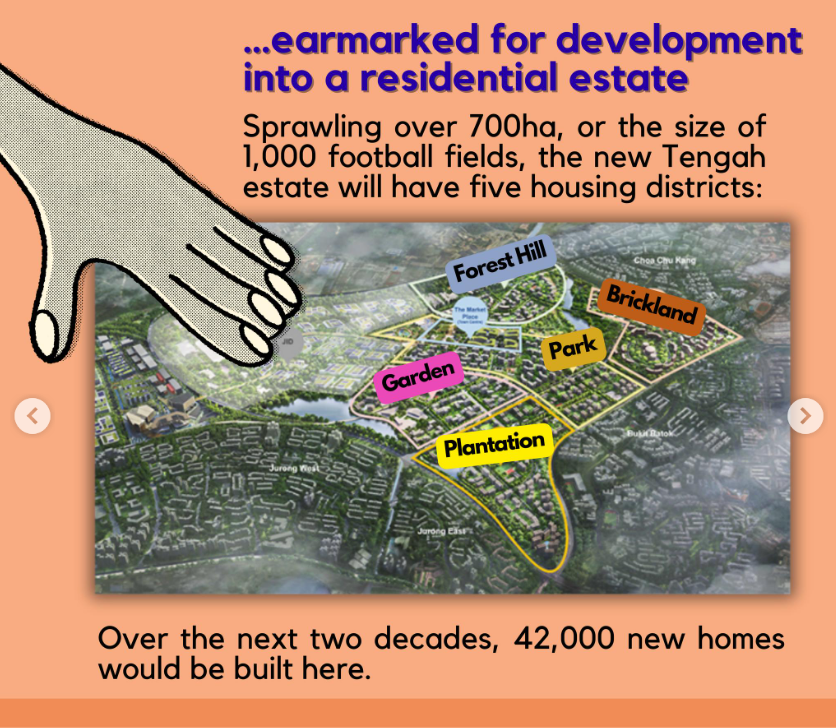 ...earmarked for development
into a residential estate
Sprawling over 700ha, or the size of
1,000 football fields, the new Tengah
estate will have five housing districts:
Forest Hill
Choa Chu Kang
Brickland
The Market
Place
(Town Centre)
JID
Park
Garden
Plantation
Bukit Batok
Jurong West
Jurong East
Over the next two decades, 42,000 new homes
would be built here.